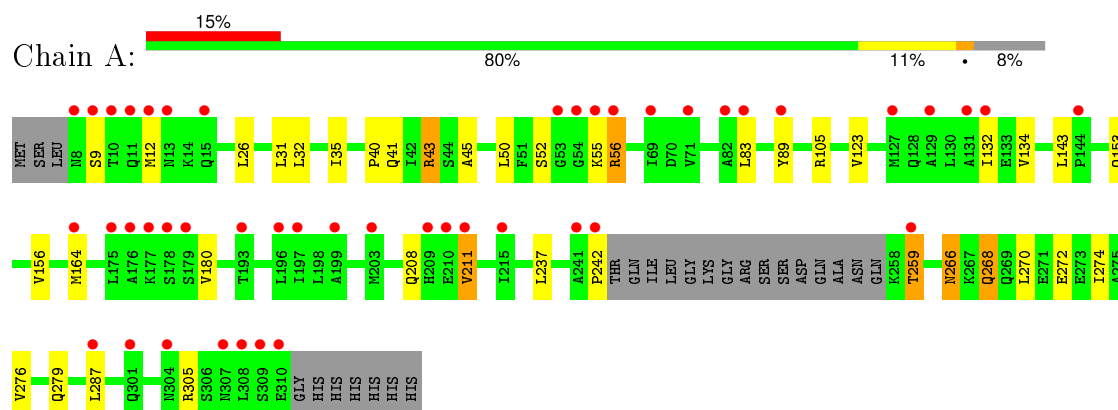 15%
Chain A:
80% 11% • 8%
MET SER LEU N8 S9 T10 Q11 M12 N13 K14 Q15 L26 L31 L32 I35 P40 Q41 I42 R43 S44 A45 L50 F51 S52 G53 G54 K55 R56 I69 D70 V71 A82 L83 Y89 R105 V123 M127 Q128 A129 L130 A131 I132 E133 V134 L143 P144 Q153
V156 M164 L175 A176 K177 S178 S179 V180 T193 L196 I197 L198 A199 M203 Q208 H209 E210 V211 I215 L237 A241 P242 THR GLN ILE LEU GLY LYS GLY ARG SER SER ASP GLN ALA ASN GLN K258 T259 N266 K267 Q268 Q269 L270 E271 E272 E273 I274 A275
V276 Q279 L287 Q301 N304 R305 S306 N307 L308 S309 E310 GLY HIS HIS HIS HIS HIS HIS